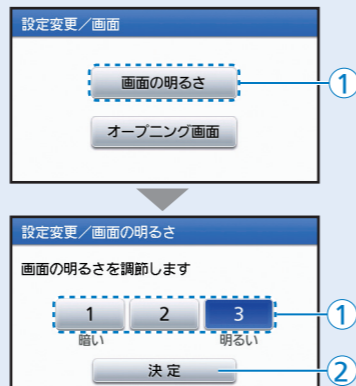 設定変更／画面
画面の明るさ
1
オープニング画面
設定変更／画面の明るさ
画面の明るさを調節します
1 2 3
1
暗い 明るい
決定
2